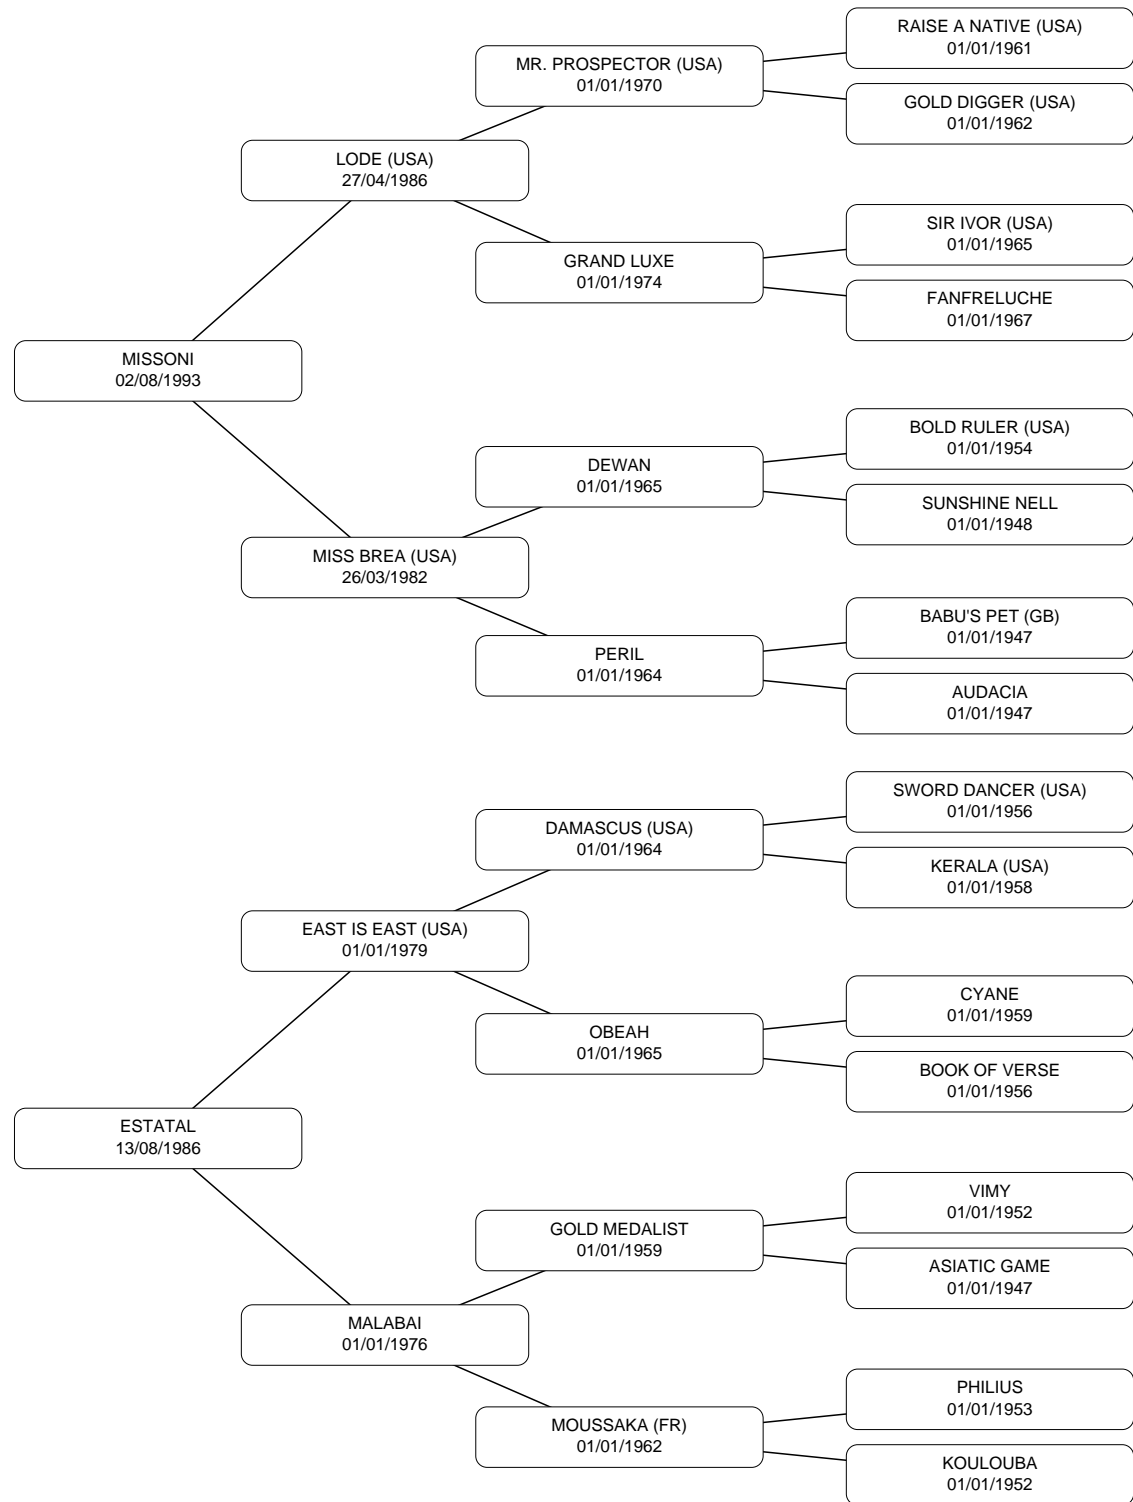 RAISE A NATIVE (USA)
01/01/1961
MR. PROSPECTOR (USA)
01/01/1970
GOLD DIGGER (USA)
01/01/1962
LODE (USA)
27/04/1986
SIR IVOR (USA)
01/01/1965
GRAND LUXE
01/01/1974
FANFRELUCHE
01/01/1967
MISSONI
02/08/1993
BOLD RULER (USA)
01/01/1954
DEWAN
01/01/1965
SUNSHINE NELL
01/01/1948
MISS BREA (USA)
26/03/1982
BABU'S PET (GB)
01/01/1947
PERIL
01/01/1964
AUDACIA
01/01/1947
SWORD DANCER (USA)
01/01/1956
DAMASCUS (USA)
01/01/1964
KERALA (USA)
01/01/1958
EAST IS EAST (USA)
01/01/1979
CYANE
01/01/1959
OBEAH
01/01/1965
BOOK OF VERSE
01/01/1956
ESTATAL
13/08/1986
VIMY
01/01/1952
GOLD MEDALIST
01/01/1959
ASIATIC GAME
01/01/1947
MALABAI
01/01/1976
PHILIUS
01/01/1953
MOUSSAKA (FR)
01/01/1962
KOULOUBA
01/01/1952